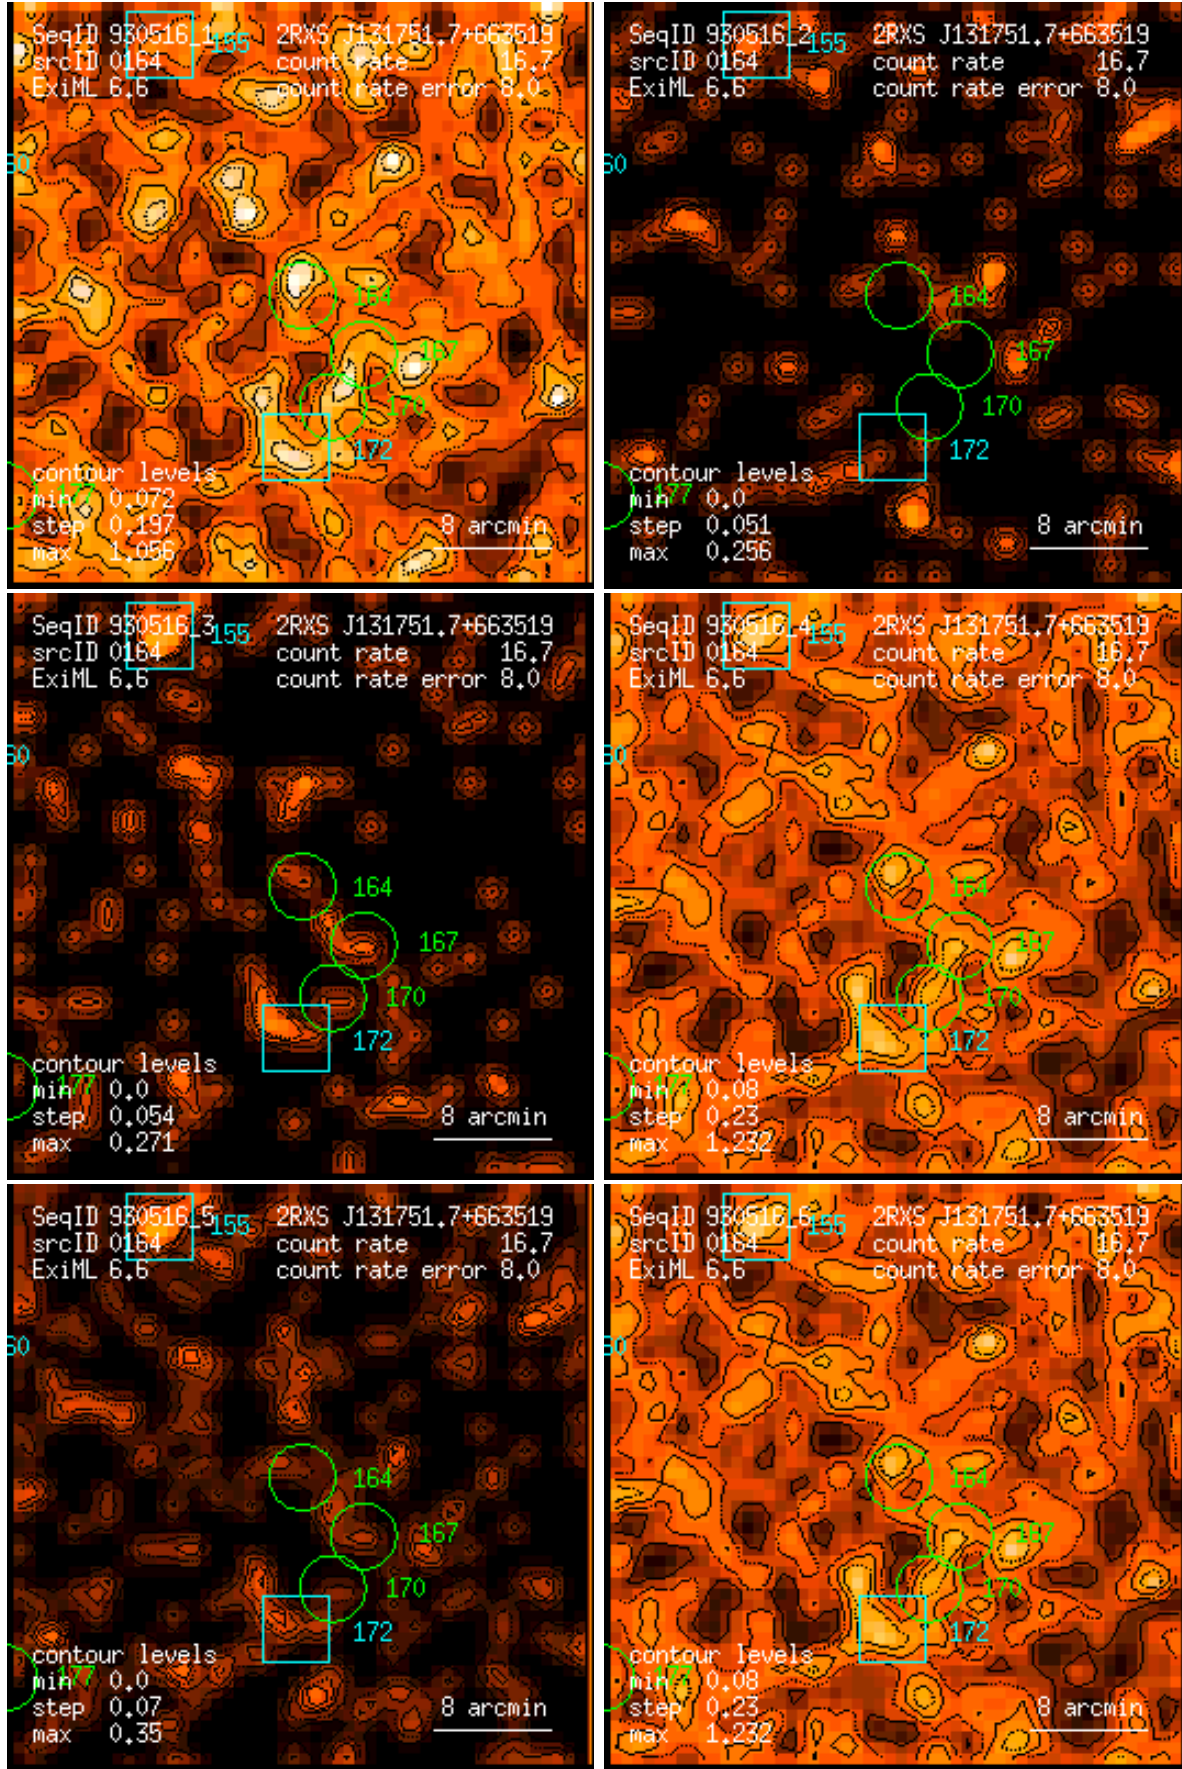 SeqID 930516_1 155 2RXS J131751.7+663519
srcID 0164 count rate 16.7
ExiML 6.6 count rate error 8.0
60
164
167
170
172
contour levels
177
min 0.072
step 0.197 8 arcmin
max 1.056
SeqID 930516_2 155 2RXS J131751.7+663519
srcID 0164 count rate 16.7
ExiML 6.6 count rate error 8.0
60
164
167
170
172
contour levels
177
min 0.0
step 0.051 8 arcmin
max 0.256
SeqID 930516_3 155 2RXS J131751.7+663519
srcID 0164 count rate 16.7
ExiML 6.6 count rate error 8.0
60
164
167
170
172
contour levels
177
min 0.0
step 0.054 8 arcmin
max 0.271
SeqID 930516_4 155 2RXS J131751.7+663519
srcID 0164 count rate 16.7
ExiML 6.6 count rate error 8.0
60
164
167
170
172
contour levels
177
min 0.08
step 0.23 8 arcmin
max 1.232
SeqID 930516_5 155 2RXS J131751.7+663519
srcID 0164 count rate 16.7
ExiML 6.6 count rate error 8.0
60
164
167
170
172
contour levels
177
min 0.0
step 0.07 8 arcmin
max 0.35
SeqID 930516_6 155 2RXS J131751.7+663519
srcID 0164 count rate 16.7
ExiML 6.6 count rate error 8.0
60
164
167
170
172
contour levels
177
min 0.08
step 0.23 8 arcmin
max 1.232